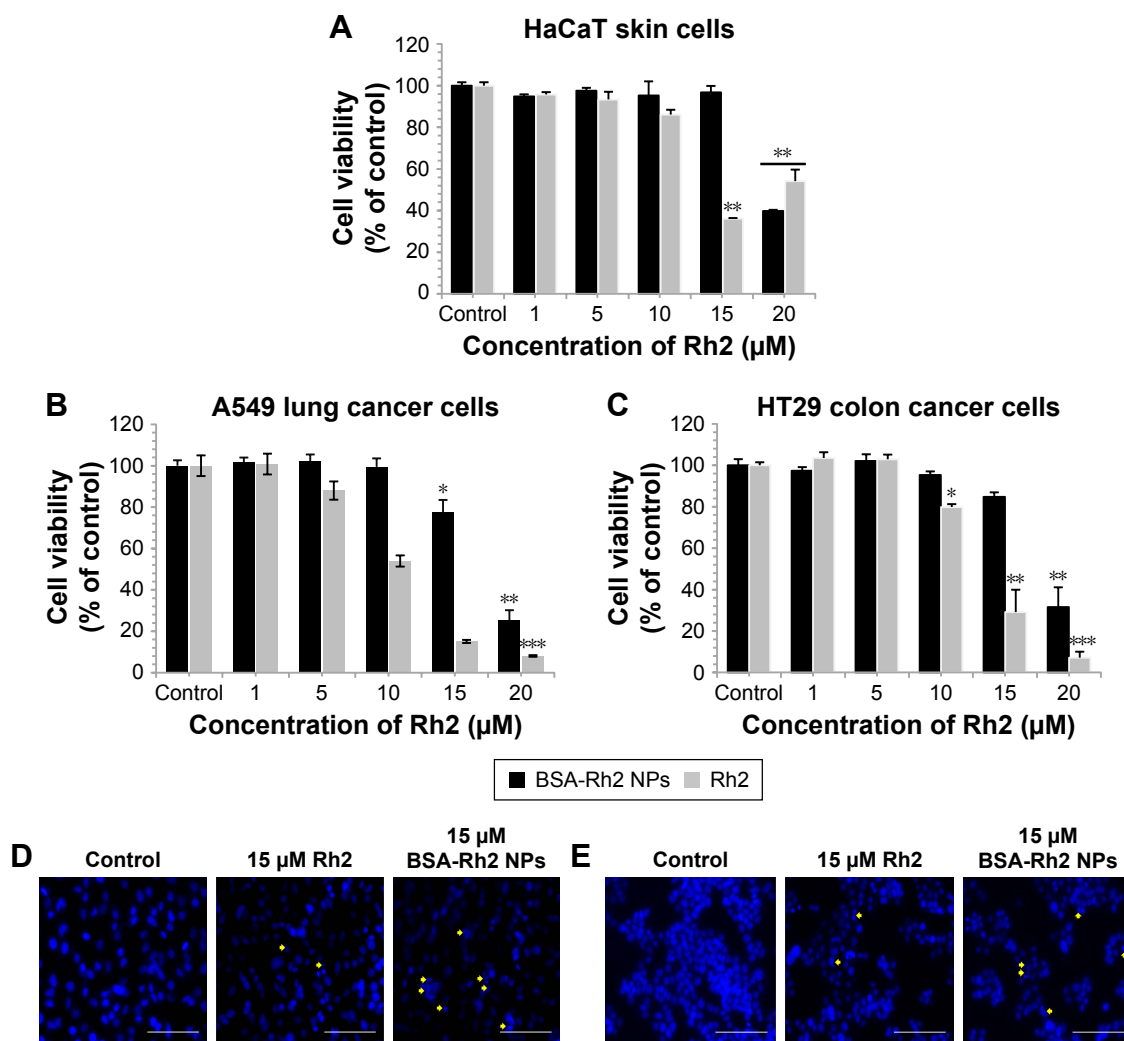 A
HaCaT skin cells
Cell viability
(% of control)
120
100
80
60
40
20
0
**
**
Control 1 5 10 15 20
Concentration of Rh2 (µM)
B
A549 lung cancer cells
Cell viability
(% of control)
120
100
80
60
40
20
0
*
**
***
Control 1 5 10 15 20
Concentration of Rh2 (µM)
C
HT29 colon cancer cells
Cell viability
(% of control)
120
100
80
60
40
20
0
*
**
**
***
Control 1 5 10 15 20
Concentration of Rh2 (µM)
BSA-Rh2 NPs Rh2
D
Control
15 µM Rh2
15 µM
BSA-Rh2 NPs
E
Control
15 µM Rh2
15 µM
BSA-Rh2 NPs